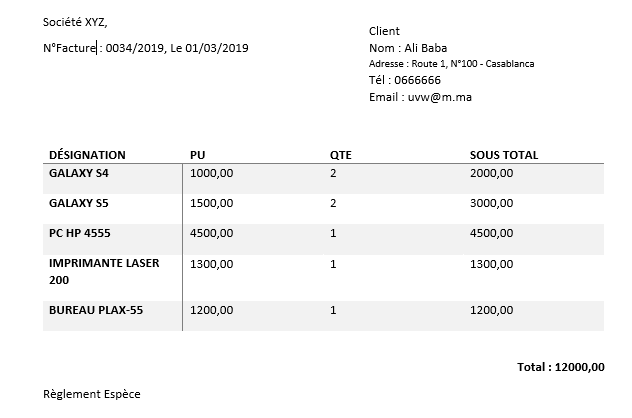 Société XYZ,
N°Facture : 0034/2019, Le 01/03/2019
Client
Nom : Ali Baba
Adresse : Route 1, N°100 - Casablanca
Tél : 0666666
Email : uvw@m.ma
DÉSIGNATION PU QTE SOUS TOTAL
GALAXY S4 1000,00 2 2000,00
GALAXY S5 1500,00 2 3000,00
PC HP 4555 4500,00 1 4500,00
IMPRIMANTE LASER 1300,00 1 1300,00
200
BUREAU PLAX-55 1200,00 1 1200,00
Total : 12000,00
Règlement Espèce